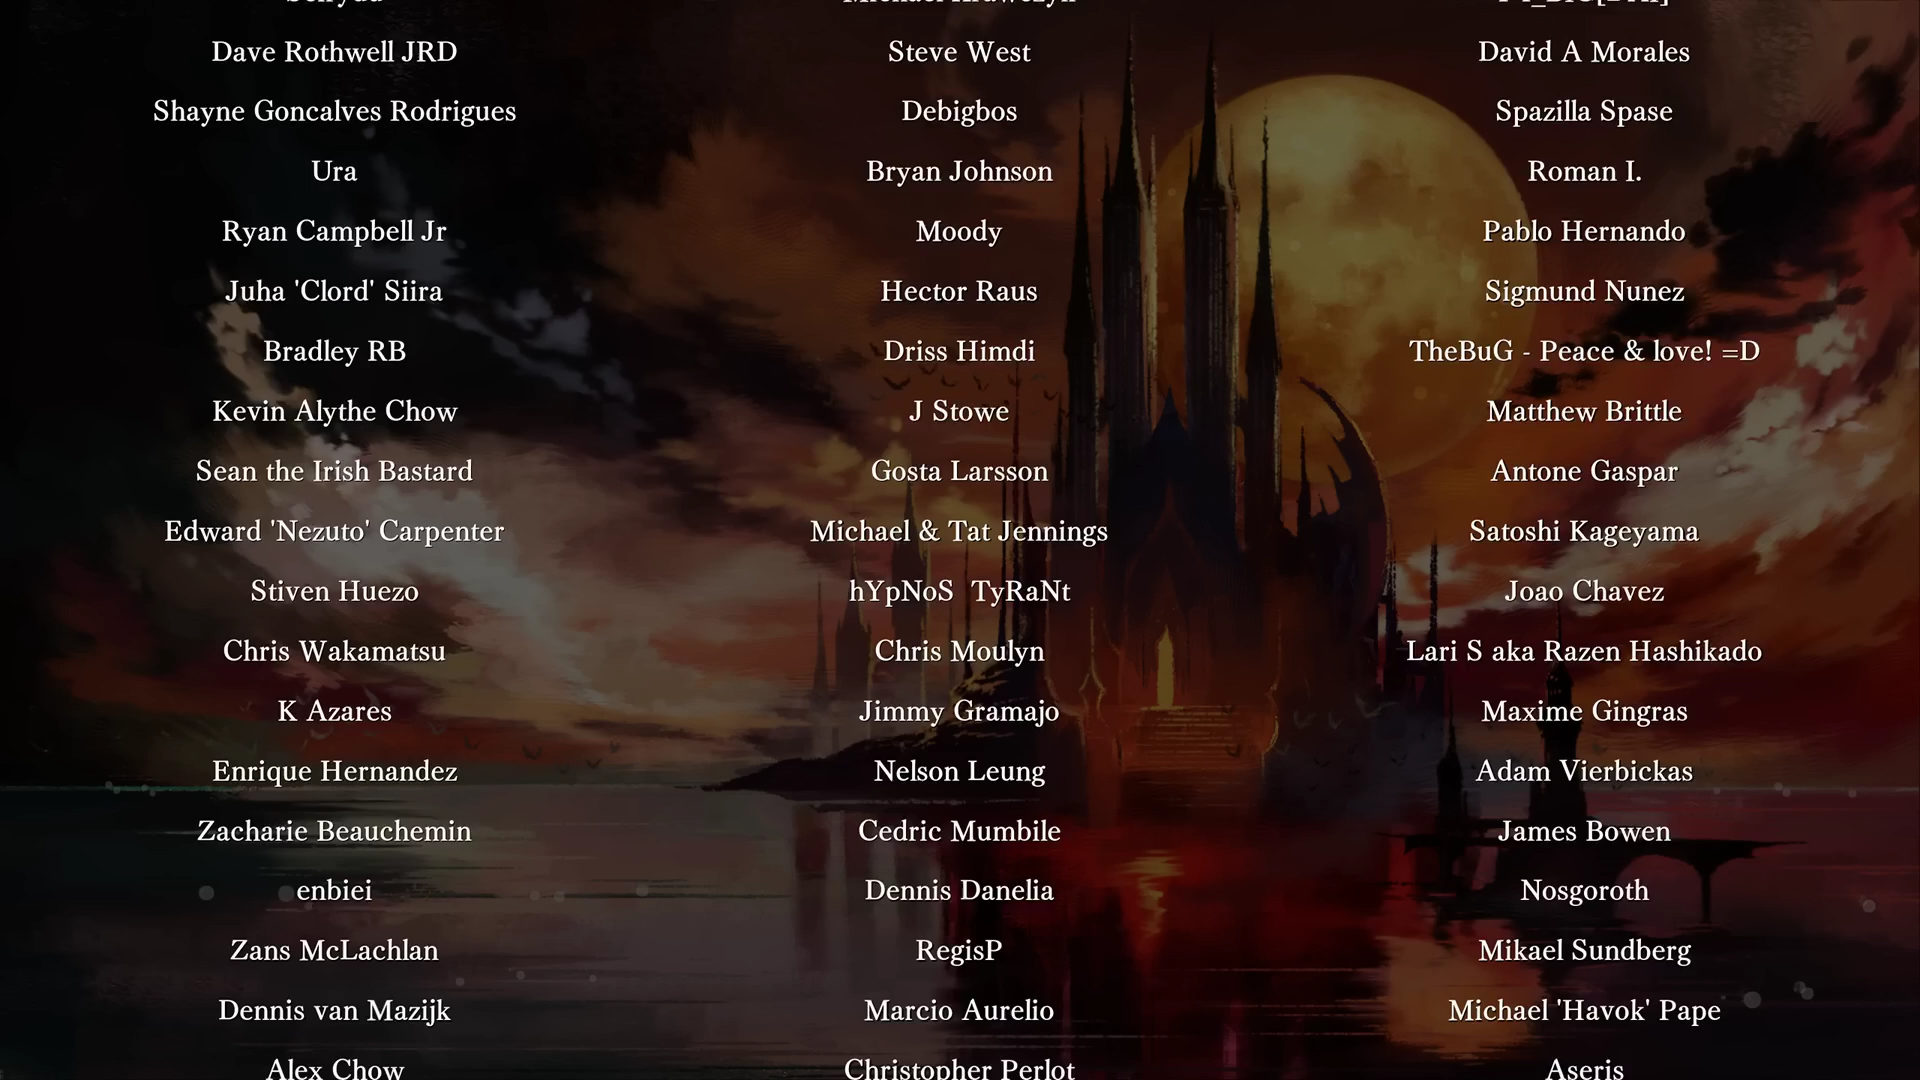 Dave Rothwell JRD
Steve West
David A Morales
Shayne Goncalves Rodrigues
Debigbos
Spazilla Spase
Ura
Bryan Johnson
Roman I.
Ryan Campbell Jr
Moody
Pablo Hernando
Juha 'Clord' Siira
Hector Raus
Sigmund Nunez
Bradley RB
Driss Himdi
TheBuG - Peace & love! =D
Kevin Alythe Chow
J Stowe
Matthew Brittle
Sean the Irish Bastard
Gosta Larsson
Antone Gaspar
Edward 'Nezuto' Carpenter
Michael & Tat Jennings
Satoshi Kageyama
Stiven Huezo
hYpNoS  TyRaNt
Joao Chavez
Chris Wakamatsu
Chris Moulyn
Lari S aka Razen Hashikado
K Azares
Jimmy Gramajo
Maxime Gingras
Enrique Hernandez
Nelson Leung
Adam Vierbickas
Zacharie Beauchemin
Cedric Mumbile
James Bowen
enbiei
Dennis Danelia
Nosgoroth
Zans McLachlan
RegisP
Mikael Sundberg
Dennis van Mazijk
Marcio Aurelio
Michael 'Havok' Pape
Alex Chow
Christopher Perlot
Aseris